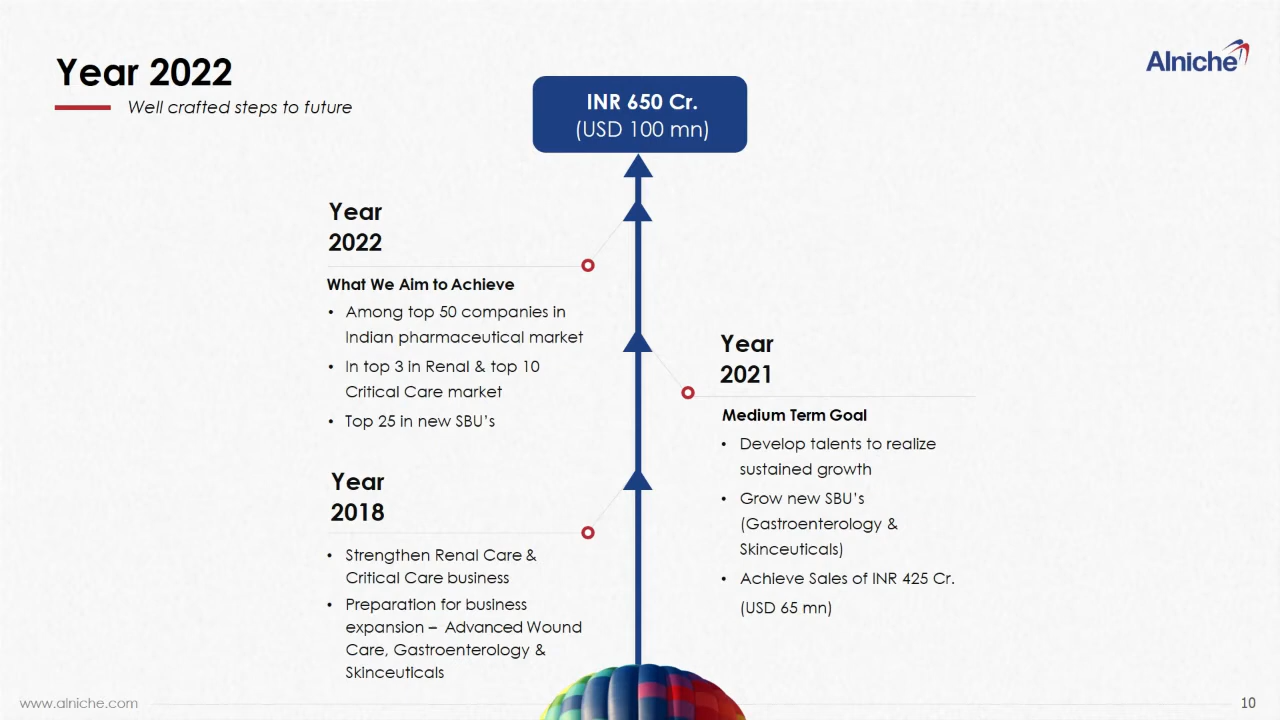 Year 2022
Well crafted steps to future
Alniche
INR 650 Cr.
(USD 100 mn)
Year
2022
What We Aim to Achieve
• Among top 50 companies in
Indian pharmaceutical market
• In top 3 in Renal & top 10
Critical Care market
• Top 25 in new SBU's
Year
2021
Medium Term Goal
• Develop talents to realize
sustained growth
• Grow new SBU's
(Gastroenterology &
Skinceuticals)
• Achieve Sales of INR 425 Cr.
(USD 65 mn)
Year
2018
• Strengthen Renal Care &
Critical Care business
• Preparation for business
expansion – Advanced Wound
Care, Gastroenterology &
Skinceuticals
www.alniche.com
10